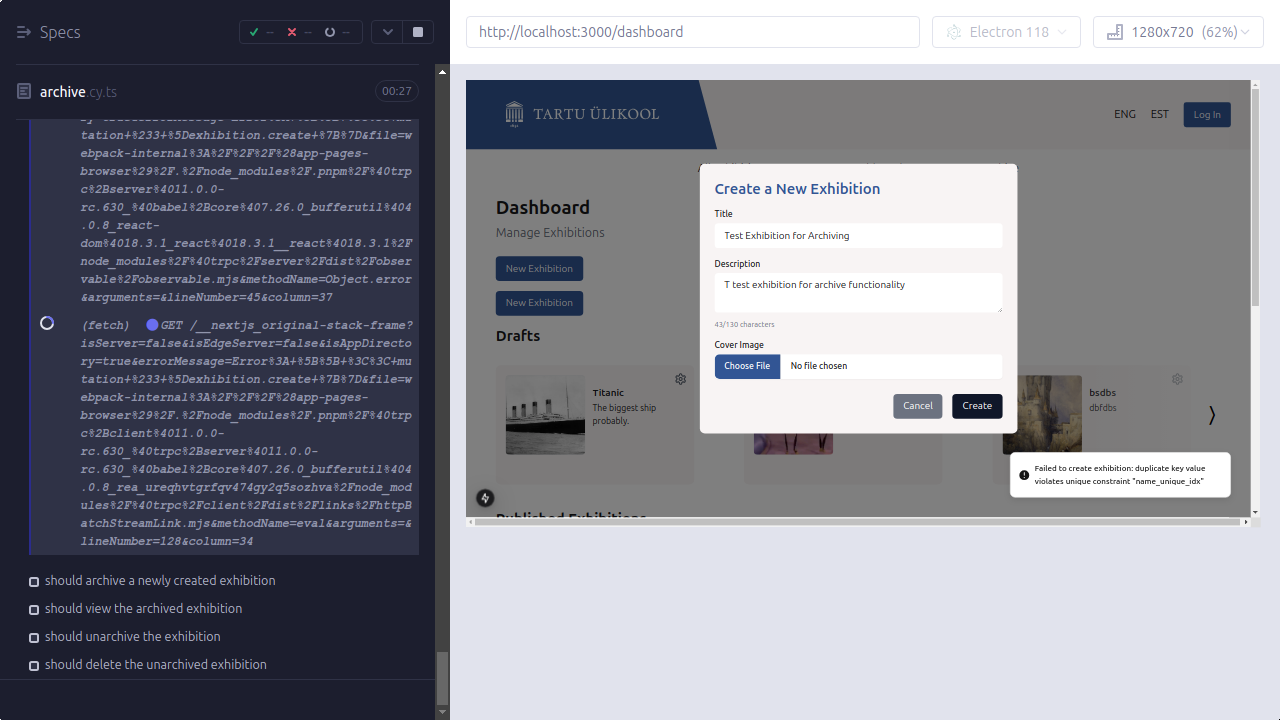 Specs
--
--
--
archive.cy.ts
00:27
tation+%233+%5Dexhibition.create+%7B%7D&file=w
ebpack-internal%3A%2F%2F%2F%28app-pages-
browser%29%2F.%2Fnode_modules%2F.pnpm%2F%40trp
c%2Bserver%4011.0.0-
rc.630_%40babel%2Bcore%407.26.0_bufferutil%404
.0.8_react-
dom%4018.3.1_react%4018.3.1__react%4018.3.1%2F
node_modules%2F%40trpc%2Fserver%2Fdist%2Fobser
vable%2Fobservable.mjs&methodName=Object.error
&arguments=&lineNumber=45&column=37
(fetch) GET /__nextjs_original-stack-frame?
isServer=false&isEdgeServer=false&isAppDirecto
ry=true&errorMessage=Error%3A+%5B%5B+%3C%3C+mu
tation+%233+%5Dexhibition.create+%7B%7D&file=w
ebpack-internal%3A%2F%2F%2F%28app-pages-
browser%29%2F.%2Fnode_modules%2F.pnpm%2F%40trp
c%2Bclient%4011.0.0-
rc.630_%40trpc%2Bserver%4011.0.0-
rc.630_%40babel%2Bcore%407.26.0_bufferutil%404
.0.8_rea_ureqhvtgrfqv474gy2q5sozhva%2Fnode_mod
ules%2F%40trpc%2Fclient%2Fdist%2Flinks%2FhttpB
atchStreamLink.mjs&methodName=eval&arguments=&
lineNumber=128&column=34
should archive a newly created exhibition
should view the archived exhibition
should unarchive the exhibition
should delete the unarchived exhibition
http://localhost:3000/dashboard
Electron 118
1280x720 (62%)
TARTU ÜLIKOOL
ENG
EST
Log In
Dashboard
Manage Exhibitions
New Exhibition
New Exhibition
Drafts
Titanic
The biggest ship
probably.
bsdbs
dbfdbs
Published Exhibitions
Create a New Exhibition
Title
Test Exhibition for Archiving
Description
T test exhibition for archive functionality
43/130 characters
Cover Image
Choose File
No file chosen
Cancel
Create
Failed to create exhibition: duplicate key value
violates unique constraint "name_unique_idx"